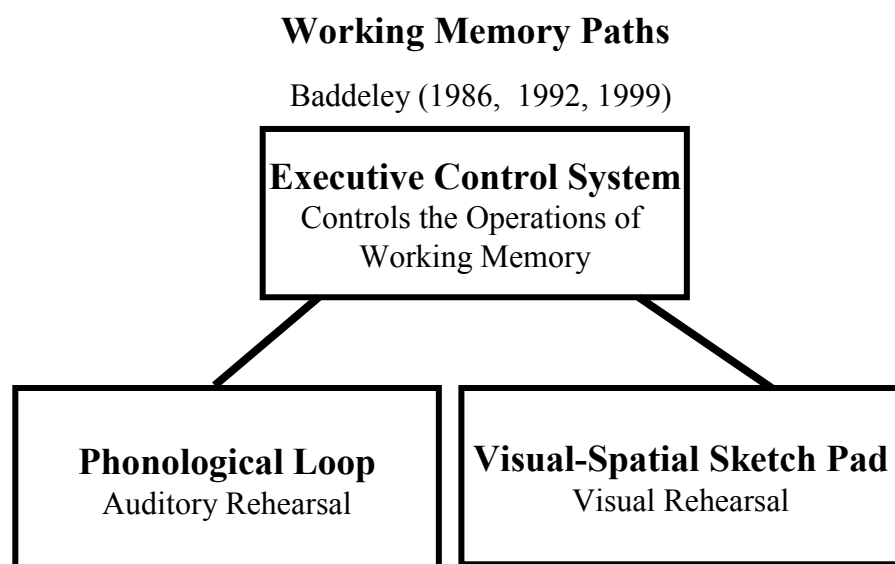 Working Memory Paths
Baddeley (1986, 1992, 1999)
Executive Control System
Controls the Operations of
Working Memory
Phonological Loop
Auditory Rehearsal
Visual-Spatial Sketch Pad
Visual Rehearsal